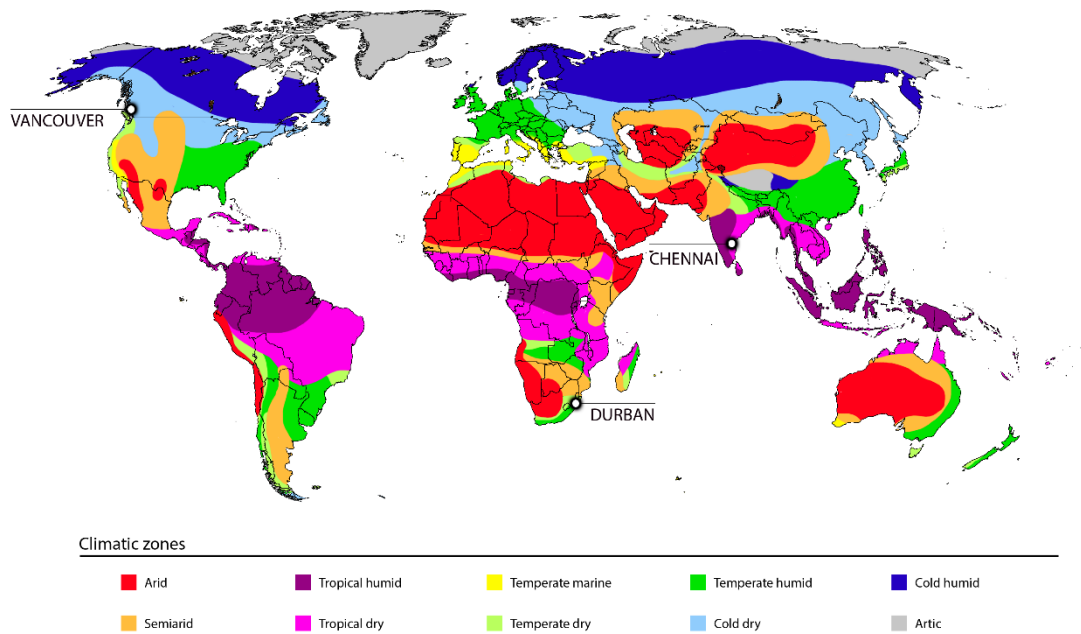 VANCOUVER
CHENNAI
DURBAN
Climatic zones
Arid
Tropical humid
Temperate marine
Temperate humid
Cold humid
Semiarid
Tropical dry
Temperate dry
Cold dry
Artic